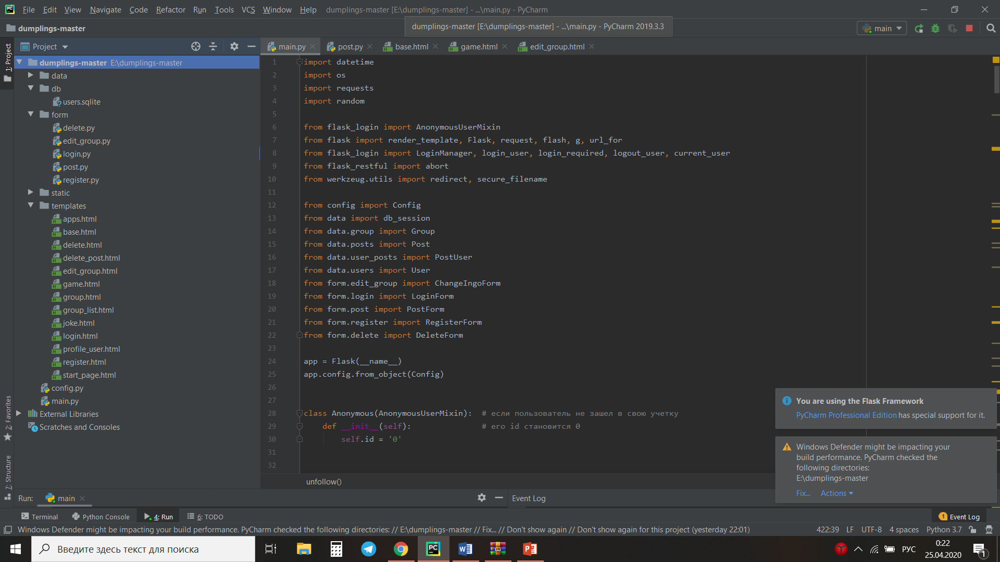 File Edit View Navigate Code Refactor Run Tools VCS Window Help dumplings-master [E:\dumplings-master] - ...\main.py - PyCharm
dumplings-master
dumplings-master [E:\dumplings-master] - ...\main.py - PyCharm 2019.3.3
main
Project
main.py post.py base.html game.html edit_group.html
1: Project
dumplings-master E:\dumplings-master
data
db
users.sqlite
form
delete.py
edit_group.py
login.py
post.py
register.py
static
templates
apps.html
base.html
delete.html
delete_post.html
edit_group.html
game.html
group.html
group_list.html
joke.html
login.html
profile_user.html
register.html
start_page.html
config.py
main.py
External Libraries
Scratches and Consoles
2: Favorites
7: Structure
1 import datetime
2 import os
3 import requests
4 import random
5
6 from flask_login import AnonymousUserMixin
7 from flask import render_template, Flask, request, flash, g, url_for
8 from flask_login import LoginManager, login_user, login_required, logout_user, current_user
9 from flask_restful import abort
10 from werkzeug.utils import redirect, secure_filename
11
12 from config import Config
13 from data import db_session
14 from data.group import Group
15 from data.posts import Post
16 from data.user_posts import PostUser
17 from data.users import User
18 from form.edit_group import ChangeIngoForm
19 from form.login import LoginForm
20 from form.post import PostForm
21 from form.register import RegisterForm
22 from form.delete import DeleteForm
23
24 app = Flask(__name__)
25 app.config.from_object(Config)
26
27
28 class Anonymous(AnonymousUserMixin): # если пользователь не зашел в свою учетку
29 def __init__(self): # его id становится 0
30 self.id = '0'
31
32
unfollow()
You are using the Flask Framework
PyCharm Professional Edition has special support for it.
Windows Defender might be impacting your
build performance. PyCharm checked the
following directories:
E:\dumplings-master
Fix... Actions
Run: main
Event Log
Terminal Python Console 4: Run 6: TODO
1 Event Log
Windows Defender might be impacting your build performance. PyCharm checked the following directories: // E:\dumplings-master // Fix... // Don't show again // Don't show again for this project (yesterday 22:01)
422:39 LF UTF-8 4 spaces Python 3.7
Введите здесь текст для поиска
РУС
0:22
25.04.2020
1